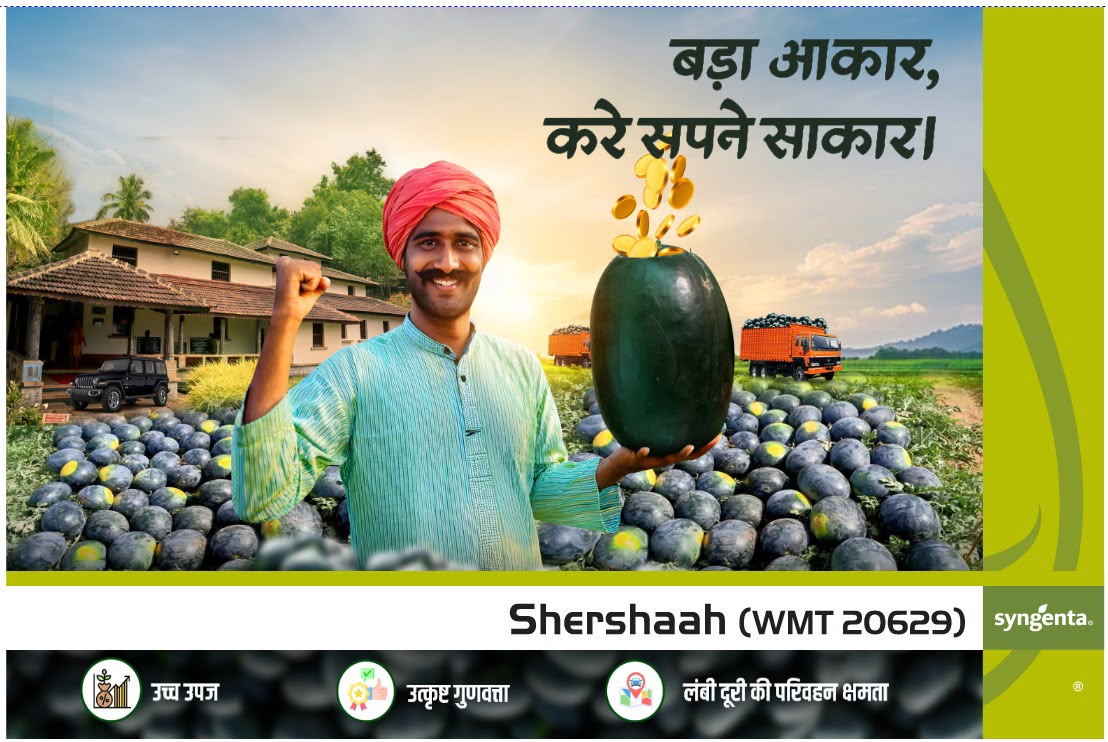 बड़ा आकार,
करे सपने साकार।
Shershaah (WMT 20629)
syngenta®
उच्च उपज
उत्कृष्ट गुणवत्ता
लंबी दूरी की परिवहन क्षमता
®